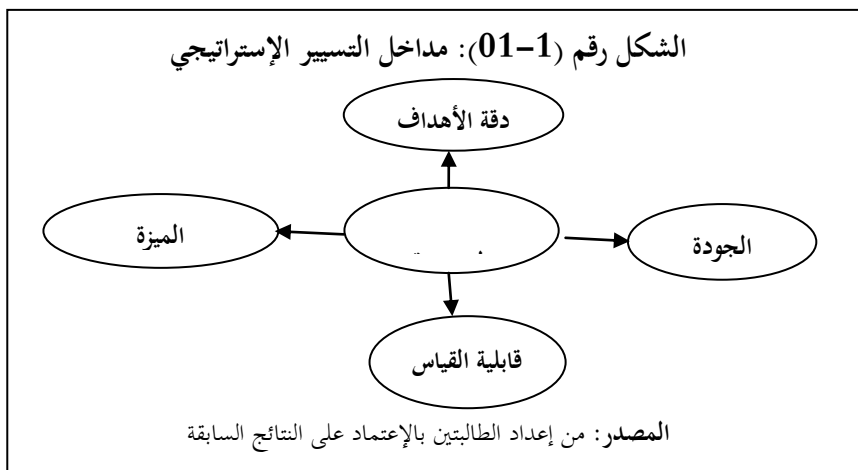 الشكل رقم (1-01): مداخل التسيير الإستراتيجي
دقة الأهداف
الجودة
الميزة
قابلية القياس
المصدر: من إعداد الطالبتين بالإعتماد على النتائج السابقة